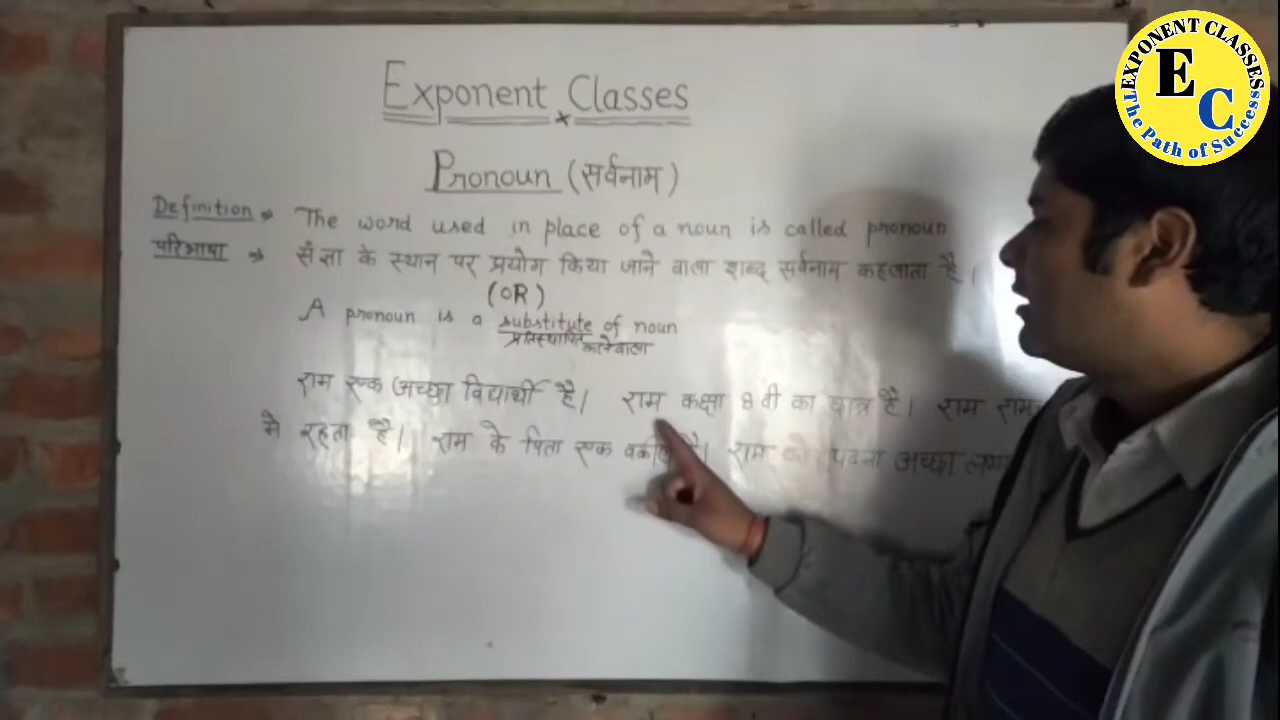 EXPONENT CLASSES
E
C
The Path of Success
Exponent Classes
Pronoun (सर्वनाम)
Definition ⇒ The word used in place of a noun is called pronoun
परिभाषा ⇒ संज्ञा के स्थान पर प्रयोग किया जाने वाला शब्द सर्वनाम कहलाता है।
(OR)
A pronoun is a substitute of noun
प्रतिस्थापित करनेवाला
राम एक अच्छा विद्यार्थी है। राम कक्षा 8 वी का छात्र है। राम
मे रहता है। राम के पिता एक वकील है। राम को पढना अच्छा